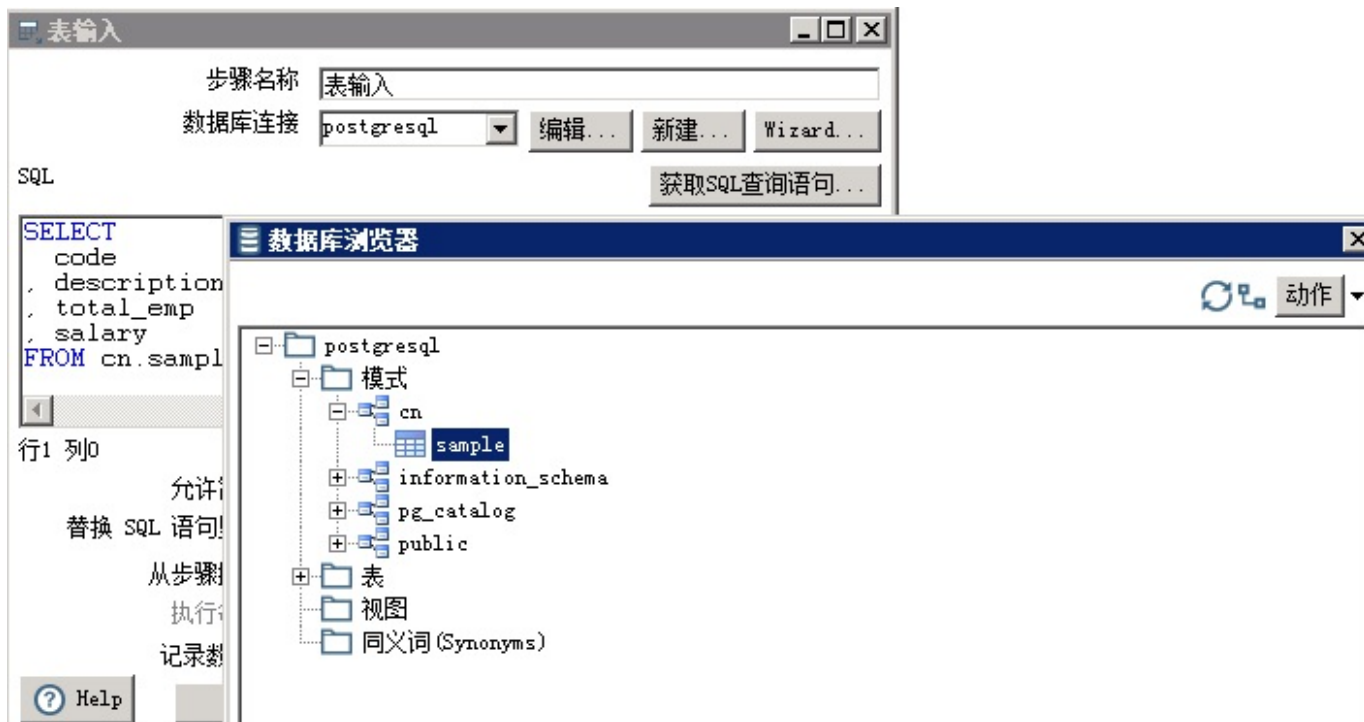 表输入
步骤名称 表输入
数据库连接 postgresql 编辑... 新建... Wizard...
SQL 获取SQL查询语句...
SELECT
code
, description
, total_emp
, salary
FROM cn.sampl
行1 列0
允许
替换 SQL 语句
从步骤
执行
记录数
Help
数据库浏览器
动作
postgresql
模式
cn
sample
information_schema
pg_catalog
public
表
视图
同义词(Synonyms)